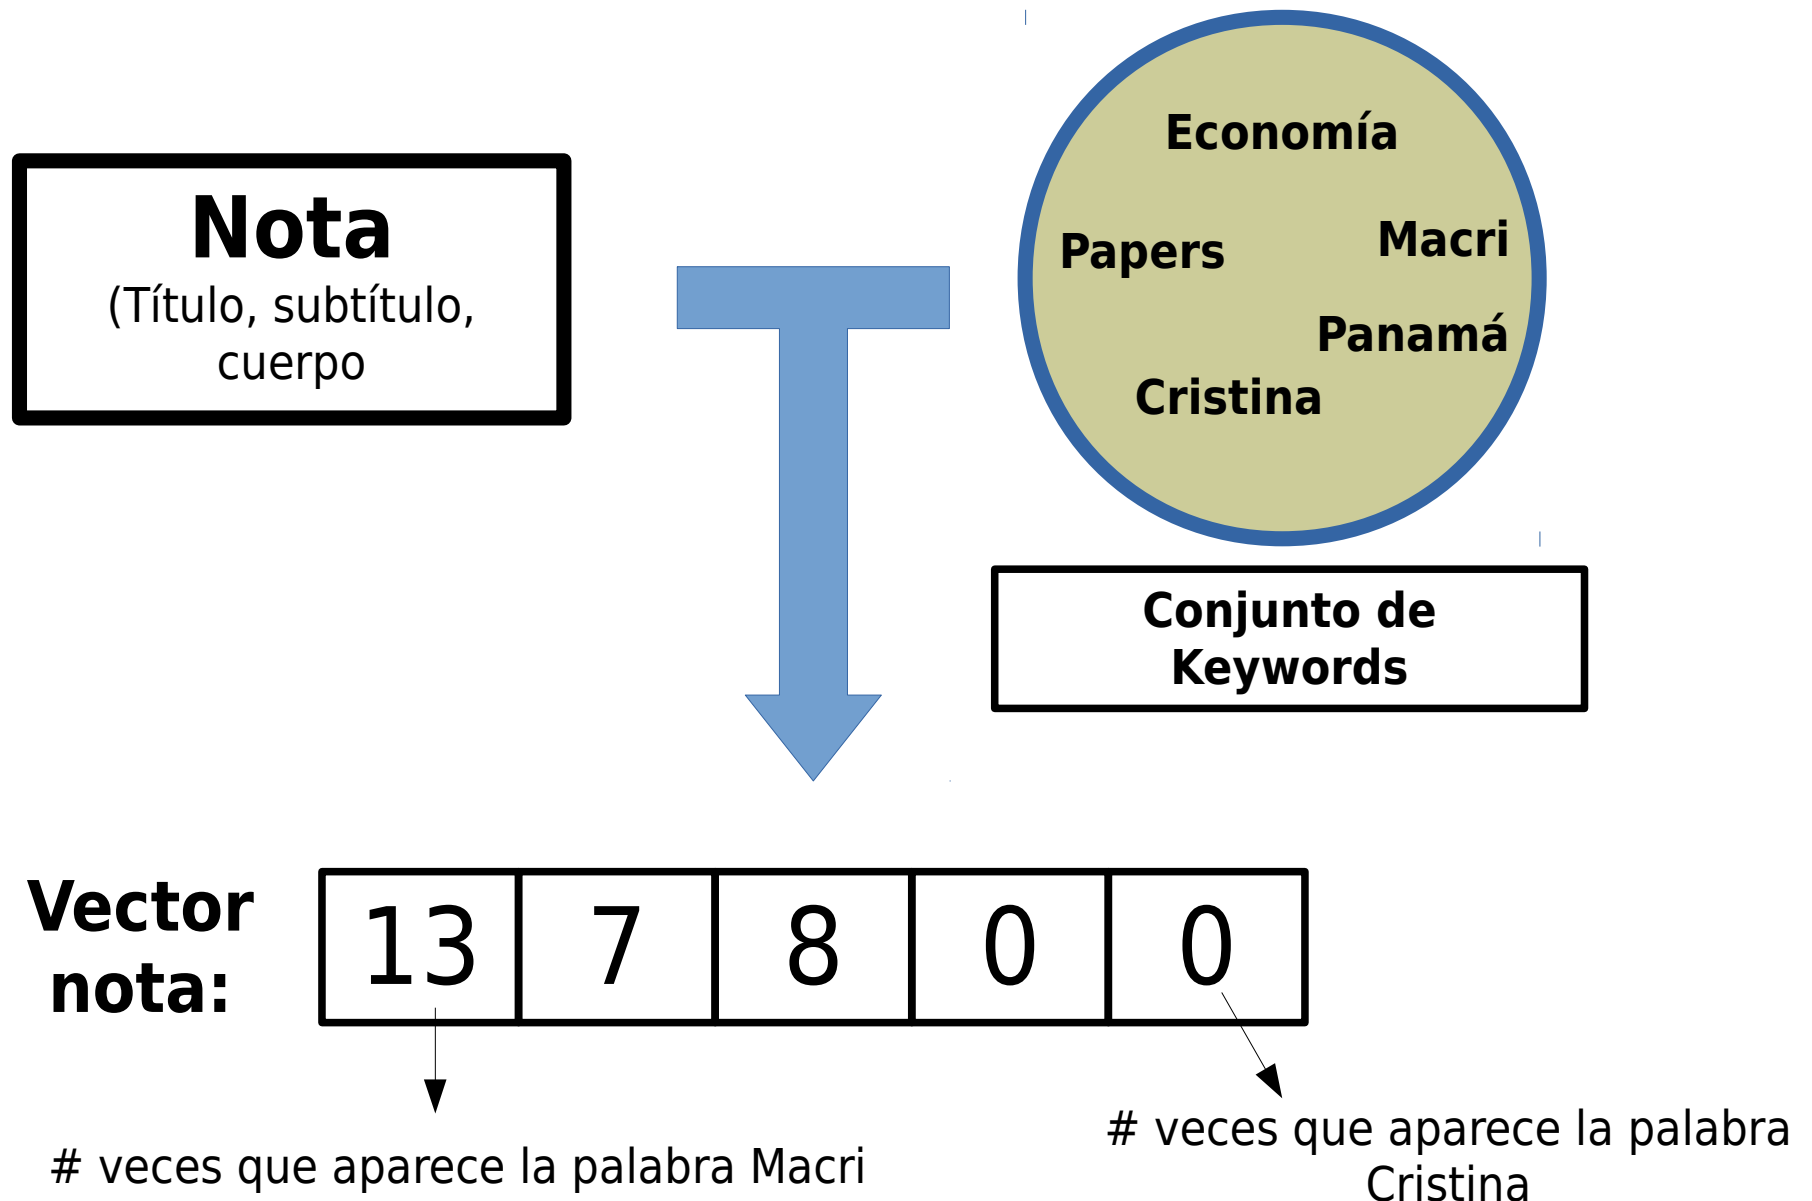 Nota
(Título, subtítulo,
cuerpo
Economía
Papers
Macri
Panamá
Cristina
Conjunto de
Keywords
Vector
nota:
13 7 8 0 0
# veces que aparece la palabra Macri
# veces que aparece la palabra
Cristina